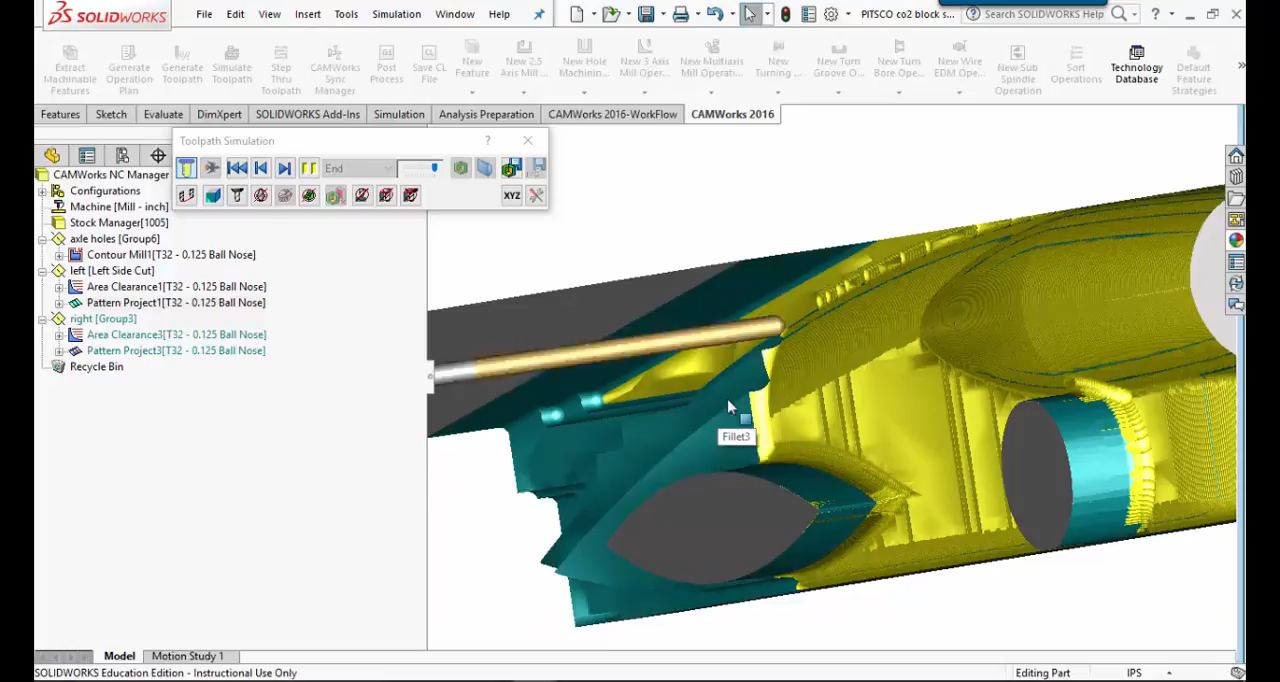 SOLIDWORKS File Edit View Insert Tools Simulation Window Help PITSCO co2 block s... Search SOLIDWORKS Help ?
Extract Machinable Features
Generate Operation Plan
Generate Toolpath
Simulate Toolpath
Step Thru Toolpath
CAMWorks Sync Manager
Post Process
Save CL File
New Feature
New 2.5 Axis Mill ...
New Hole Machinin...
New 3 Axis Mill Oper...
New Multiaxis Mill Operati...
New Turning ...
New Turn Groove O...
New Turn Bore Ope...
New Wire EDM Ope...
New Sub Spindle Operation
Sort Operations
Technology Database
Default Feature Strategies
Features Sketch Evaluate DimXpert SOLIDWORKS Add-Ins Simulation Analysis Preparation CAMWorks 2016-WorkFlow CAMWorks 2016
Toolpath Simulation ?
End
XYZ
CAMWorks NC Manager
Configurations
Machine [Mill - inch]
Stock Manager[1005]
axle holes [Group6]
Contour Mill1[T32 - 0.125 Ball Nose]
left [Left Side Cut]
Area Clearance1[T32 - 0.125 Ball Nose]
Pattern Project1[T32 - 0.125 Ball Nose]
right [Group3]
Area Clearance3[T32 - 0.125 Ball Nose]
Pattern Project3[T32 - 0.125 Ball Nose]
Recycle Bin
Fillet3
Model Motion Study 1
SOLIDWORKS Education Edition - Instructional Use Only Editing Part IPS